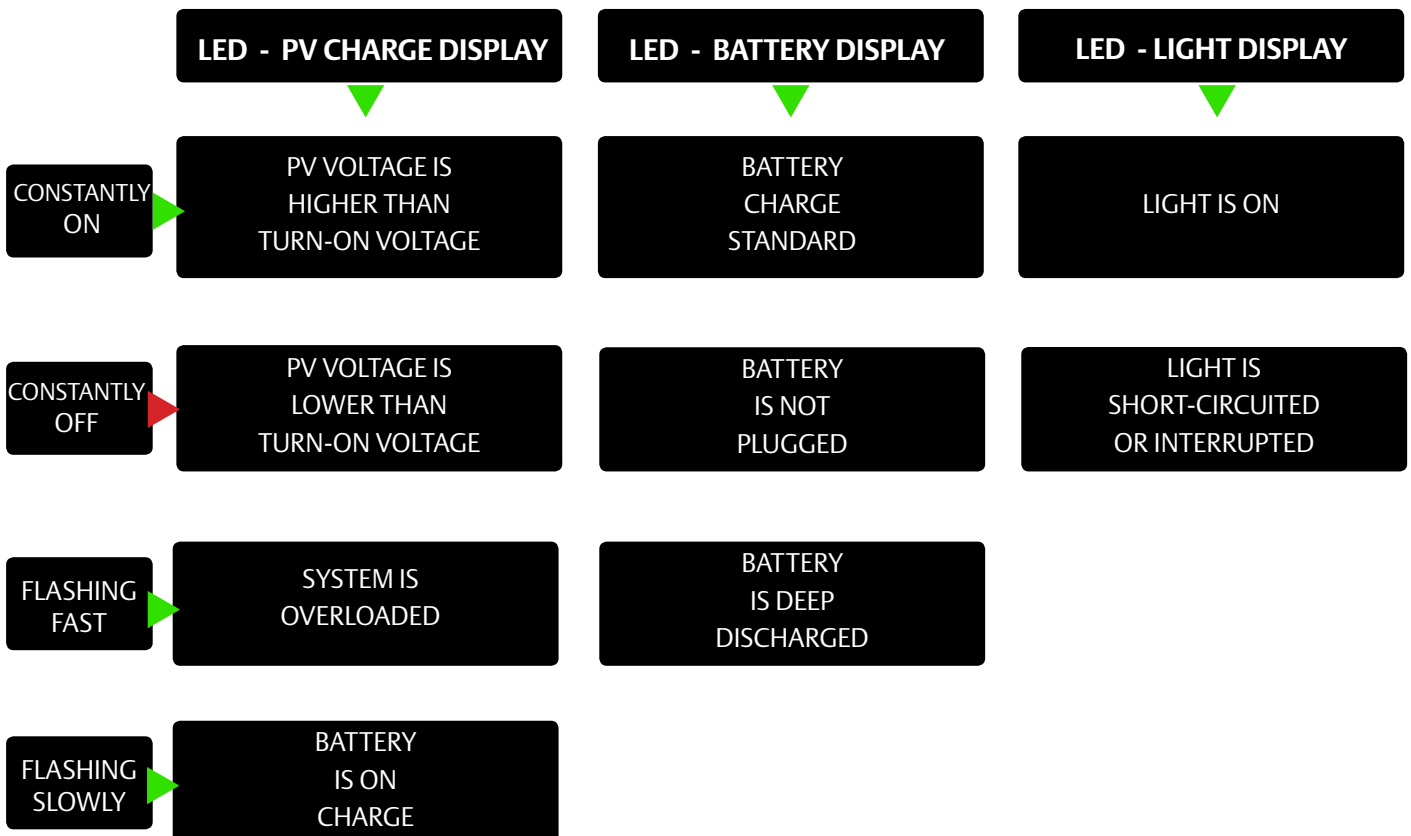 LED - PV CHARGE DISPLAY
LED - BATTERY DISPLAY
LED - LIGHT DISPLAY
CONSTANTLY
ON
PV VOLTAGE IS
HIGHER THAN
TURN-ON VOLTAGE
BATTERY
CHARGE
STANDARD
LIGHT IS ON
CONSTANTLY
OFF
PV VOLTAGE IS
LOWER THAN
TURN-ON VOLTAGE
BATTERY
IS NOT
PLUGGED
LIGHT IS
SHORT-CIRCUITED
OR INTERRUPTED
FLASHING
FAST
SYSTEM IS
OVERLOADED
BATTERY
IS DEEP
DISCHARGED
FLASHING
SLOWLY
BATTERY
IS ON
CHARGE